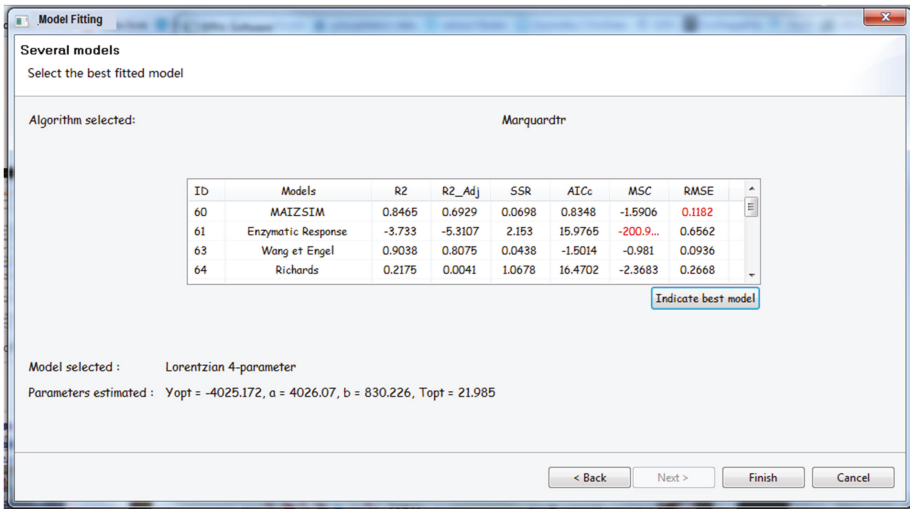 Model Fitting
Several models
Select the best fitted model
Algorithm selected: Marquardtr
ID Models R2 R2_Adj SSR AICc MSC RMSE
60 MAIZSIM 0.8465 0.6929 0.0698 0.8348 -1.5906 0.1182
61 Enzymatic Response -3.733 -5.3107 2.153 15.9765 -200.9... 0.6562
63 Wang et Engel 0.9038 0.8075 0.0438 -1.5014 -0.981 0.0936
64 Richards 0.2175 0.0041 1.0678 16.4702 -2.3683 0.2668
Indicate best model
Model selected : Lorentzian 4-parameter
Parameters estimated : Yopt = -4025.172, a = 4026.07, b = 830.226, Topt = 21.985
< Back Next > Finish Cancel